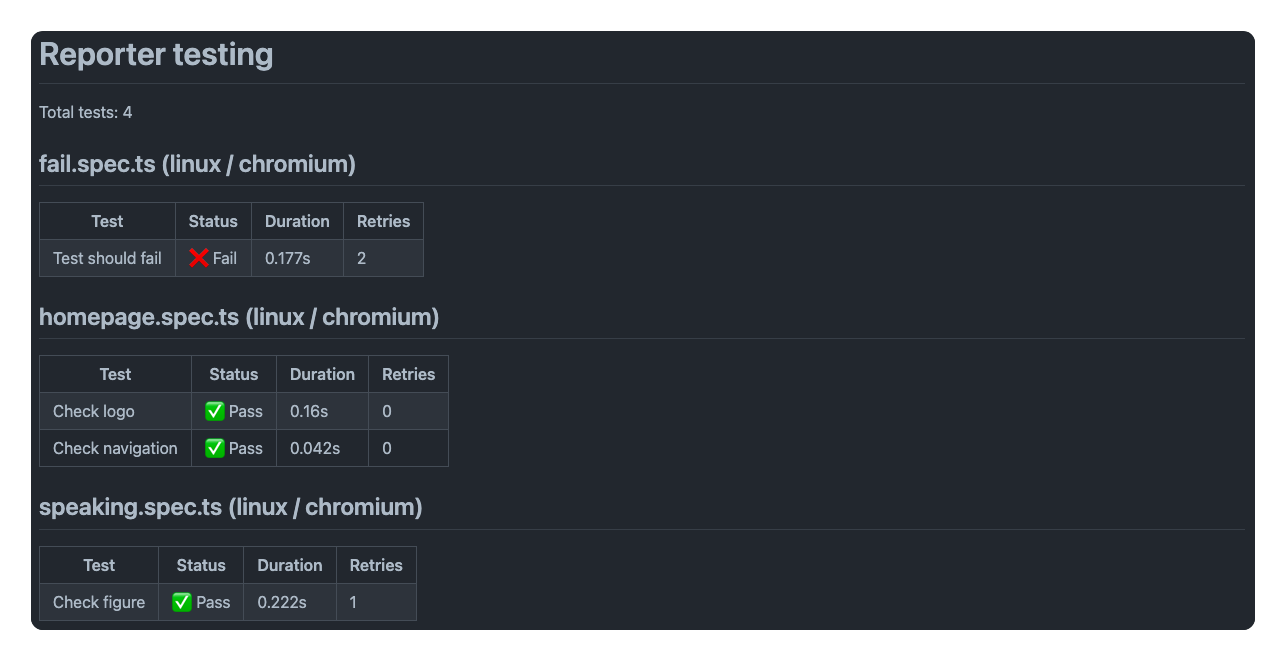 Reporter testing
Total tests: 4
fail.spec.ts (linux / chromium)
Test Status Duration Retries
Test should fail ❌ Fail 0.177s 2
homepage.spec.ts (linux / chromium)
Test Status Duration Retries
Check logo ✅ Pass 0.16s 0
Check navigation ✅ Pass 0.042s 0
speaking.spec.ts (linux / chromium)
Test Status Duration Retries
Check figure ✅ Pass 0.222s 1